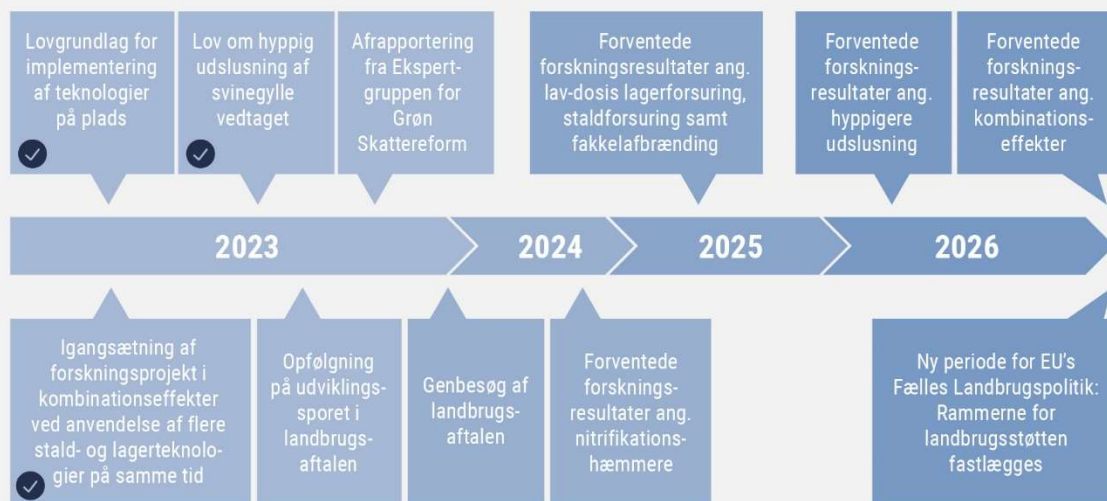 Lovgrundlag for
implementering
af teknologier
på plads
Lov om hyppig
udslusning af
svinegylle
vedtaget
Afrapportering
fra Ekspert-
gruppen for
Grøn
Skattereform
Forventede
forskningsresultater ang.
lav-dosis lagerforsuring,
staldforsuring samt
fakkelafbrænding
Forventede
forsknings-
resultater ang.
hyppigere
udslusning
Forventede
forsknings-
resultater ang.
kombinations-
effekter
2023
2024
2025
2026
Igangsætning af
forskningsprojekt i
kombinationseffekter
ved anvendelse af flere
stald- og lagerteknolo-
gier på samme tid
Opfølgning
på udviklings-
sporet i
landbrugs-
aftalen
Genbesøg af
landbrugs-
aftalen
Forventede
forsknings-
resultater ang.
nitrifikations-
hæmmere
Ny periode for EU's
Fælles Landbrugspolitik:
Rammerne for
landbrugsstøtten
fastlægges